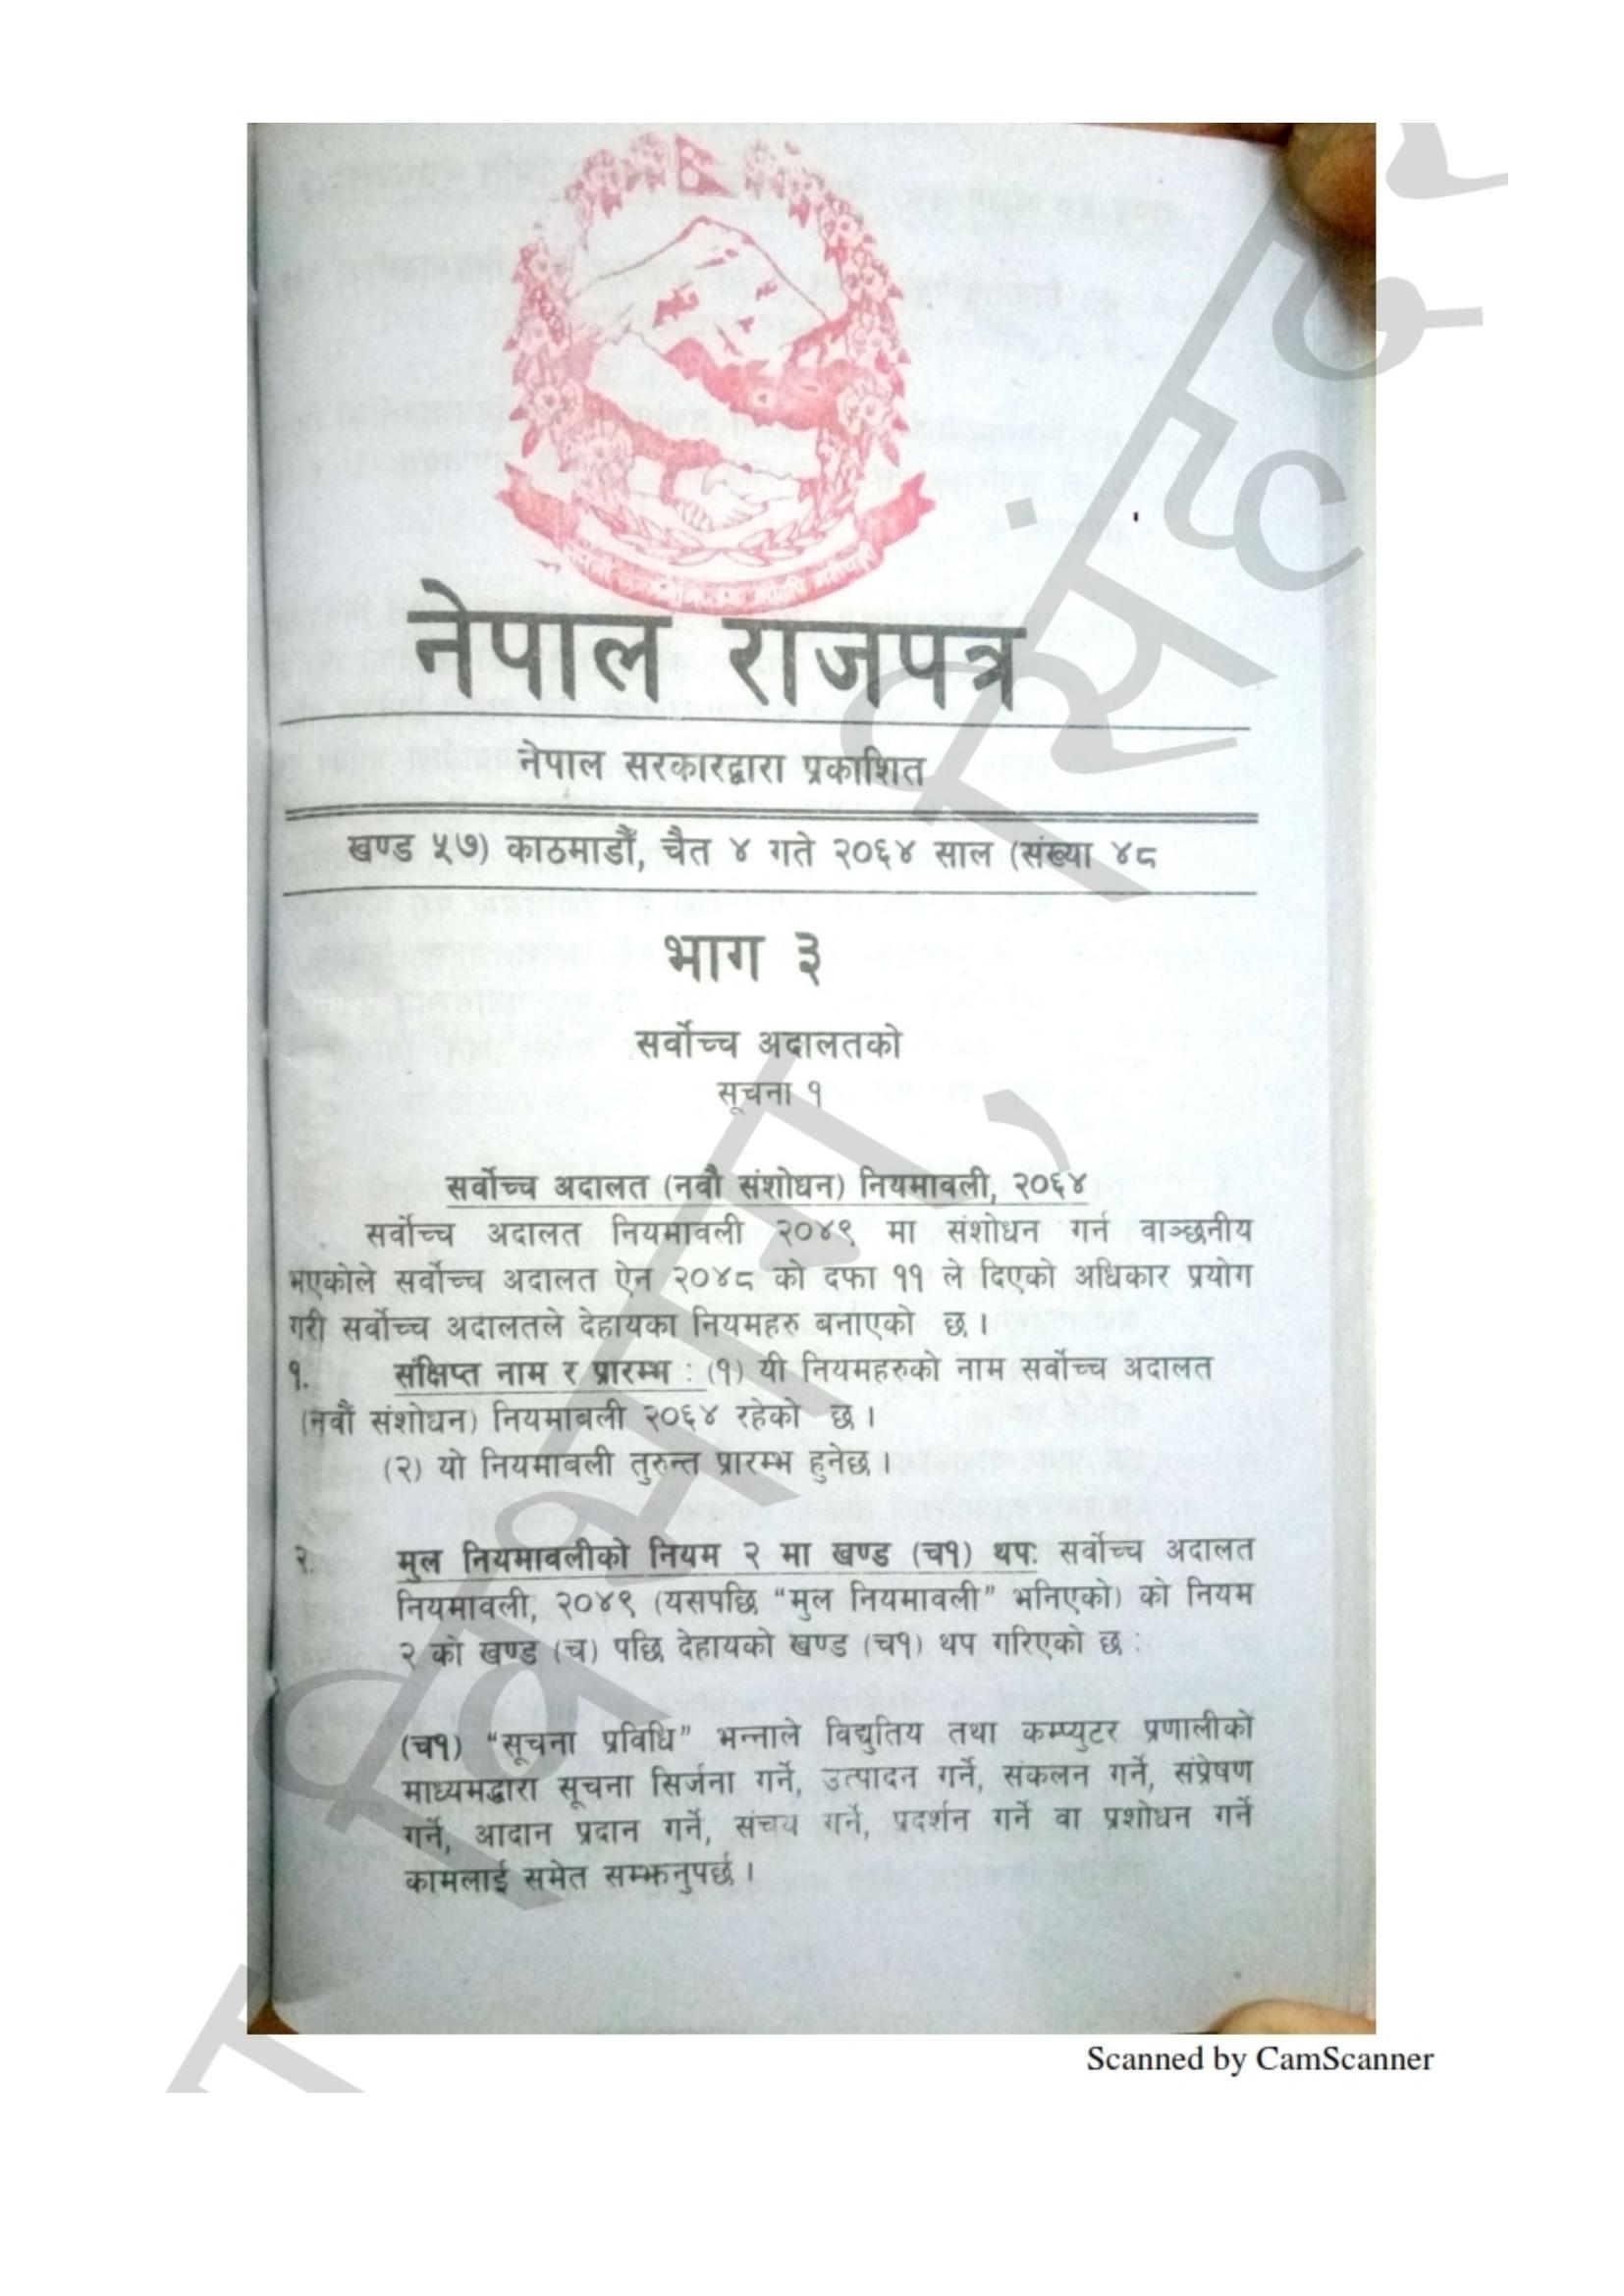 नेपाल राजपत्र
नेपाल सरकारद्वारा प्रकाशित
खण्ड ५७) काठमाडौँ, चैत ४ गते २०६४ साल (संख्या ४८
भाग ३
सर्वोच्च अदालतको
सूचना १
सर्वोच्च अदालत (नवौ संशोधन) नियमावली, २०६४
सर्वोच्च अदालत नियमावली २०४९ मा संशोधन गर्न वाञ्छनीय
भएकोले सर्वोच्च अदालत ऐन २०४८ को दफा ११ ले दिएको अधिकार प्रयोग
गरी सर्वोच्च अदालतले देहायका नियमहरु बनाएको छ ।
१. संक्षिप्त नाम र प्रारम्भ : (१) यी नियमहरुको नाम सर्वोच्च अदालत
(नवौं संशोधन) नियमाबली २०६४ रहेको छ ।
(२) यो नियमाबली तुरुन्त प्रारम्भ हुनेछ ।
२. मुल नियमावलीको नियम २ मा खण्ड (च१) थपः सर्वोच्च अदालत
नियमावली, २०४९ (यसपछि “मुल नियमावली” भनिएको) को नियम
२ को खण्ड (च) पछि देहायको खण्ड (च१) थप गरिएको छ :
(च१) “सूचना प्रविधि” भन्नाले विद्युतिय तथा कम्प्युटर प्रणालीको
माध्यमद्धारा सूचना सिर्जना गर्ने, उत्पादन गर्ने, संकलन गर्ने, संप्रेषण
गर्ने, आदान प्रदान गर्ने, संचय गर्ने, प्रदर्शन गर्ने वा प्रशोधन गर्ने
कामलाई समेत सम्झनुपर्छ ।
Scanned by CamScanner